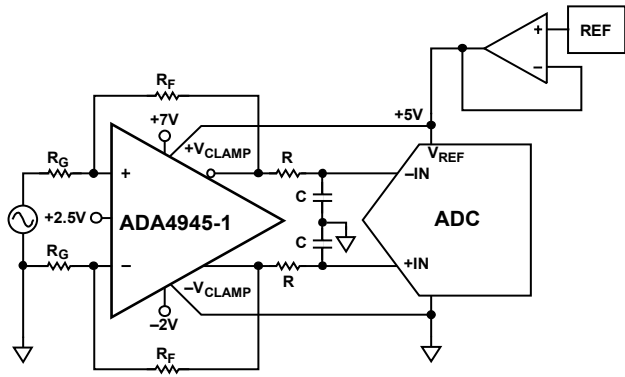 REF
+
−
R_F
+7V
+V_CLAMP
+5V
V_REF
R_G
+
R
−IN
C
+2.5V
ADA4945-1
ADC
C
R_G
−
R
+IN
−V_CLAMP
−2V
R_F